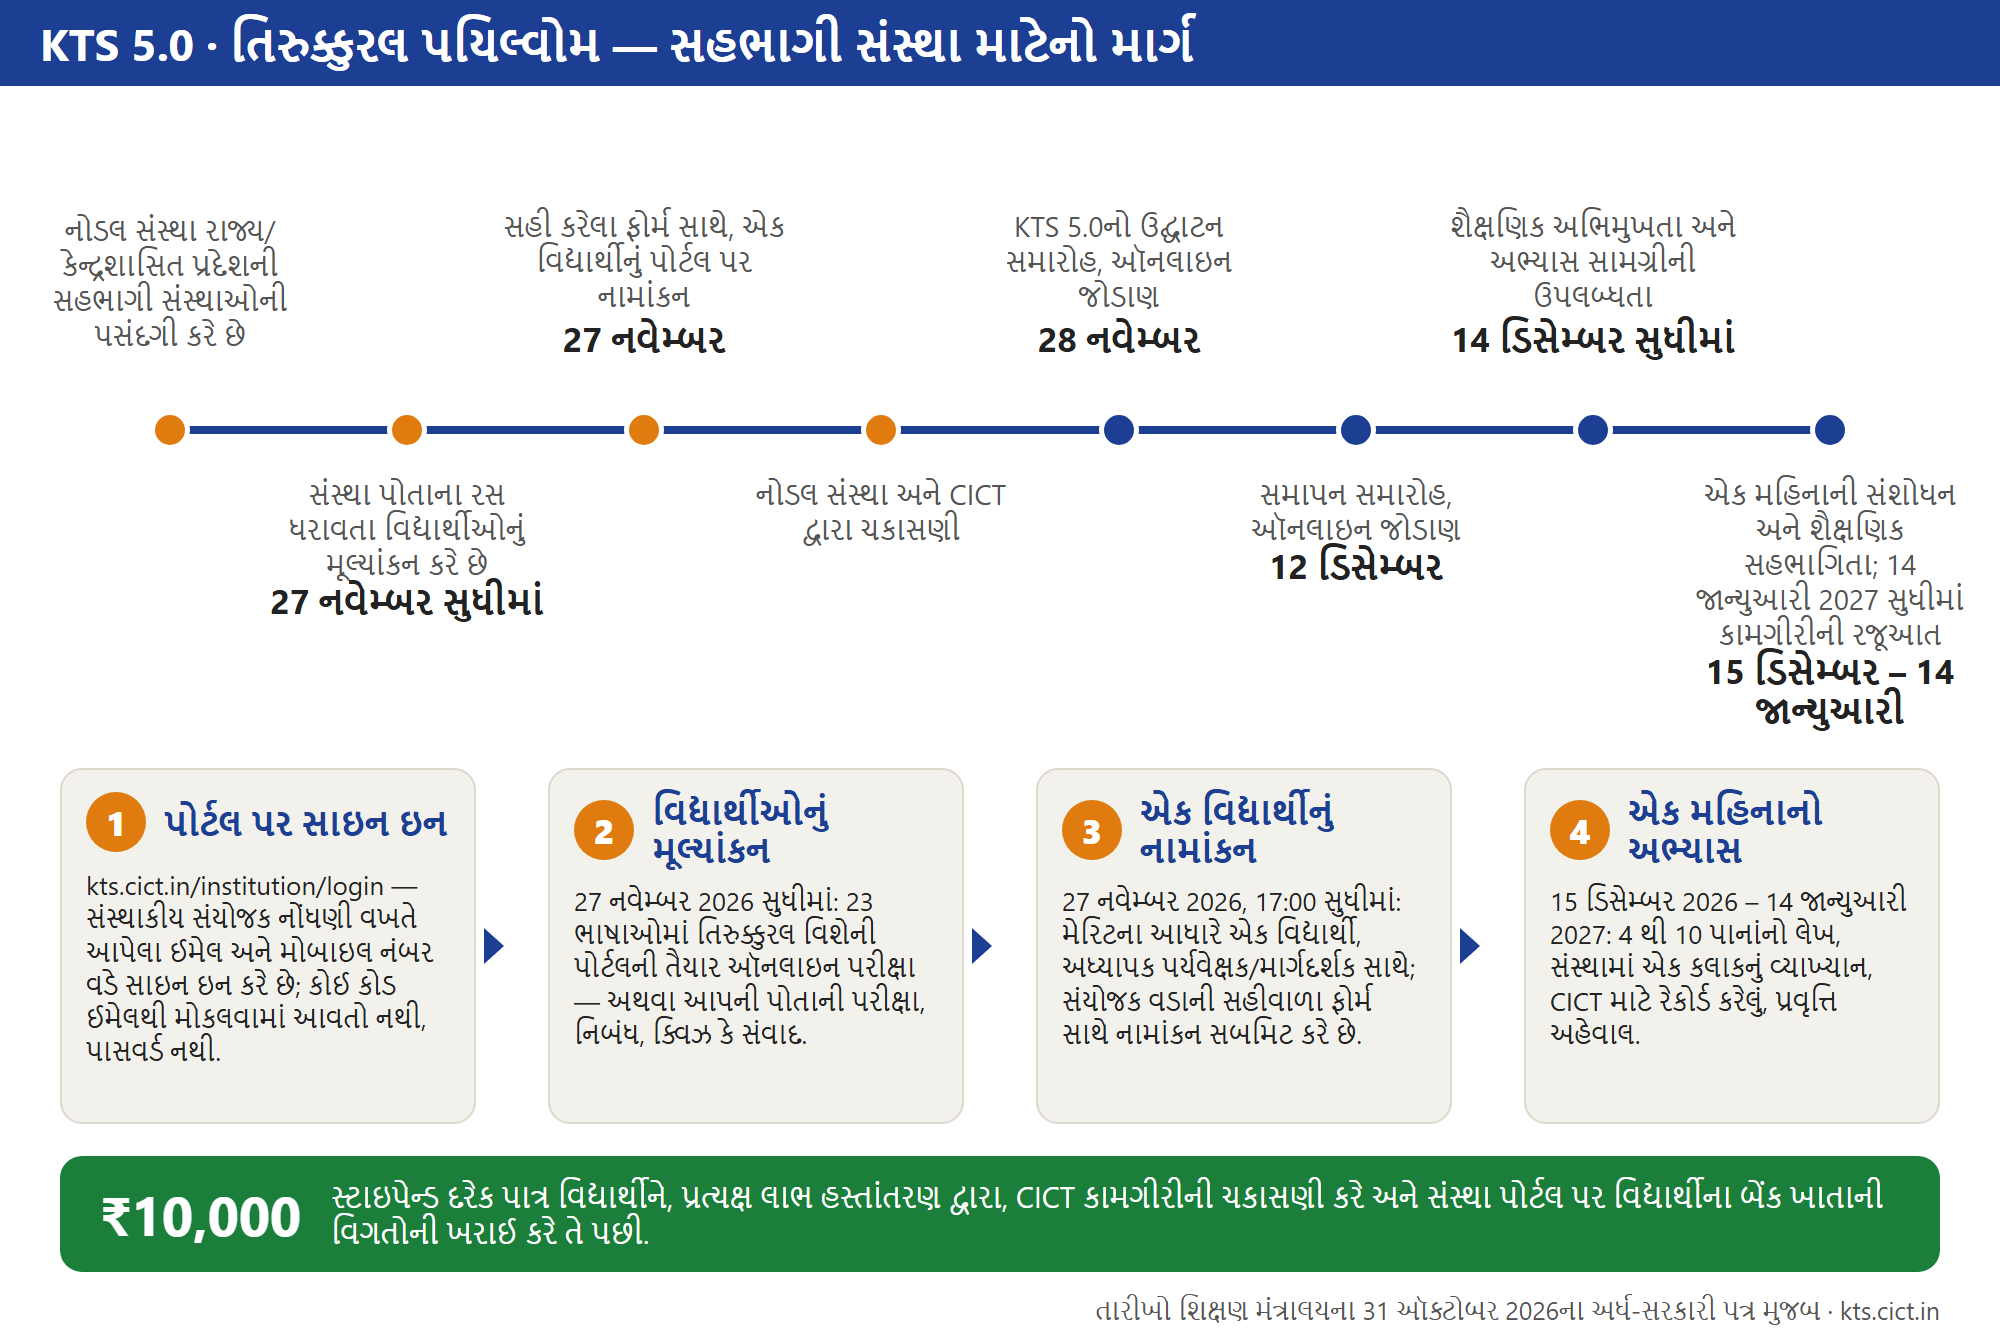 KTS 5.0 · તિરુક્કુરલ પયિલ્વોમ — સહભાગી સંસ્થા માટેનો માર્ગ
નોડલ સંસ્થા રાજ્ય/
કેન્દ્રશાસિત પ્રદેશની
સહભાગી સંસ્થાઓની
પસંદગી કરે છે
સહી કરેલા ફોર્મ સાથે, એક
વિદ્યાર્થીનું પોર્ટલ પર
નામાંકન
27 નવેમ્બર
KTS 5.0નો ઉદ્ઘાટન
સમારોહ, ઑનલાઇન
જોડાણ
28 નવેમ્બર
શૈક્ષણિક અભિમુખતા અને
અભ્યાસ સામગ્રીની
ઉપલબ્ધતા
14 ડિસેમ્બર સુધીમાં
સંસ્થા પોતાના રસ
ધરાવતા વિદ્યાર્થીઓનું
મૂલ્યાંકન કરે છે
27 નવેમ્બર સુધીમાં
નોડલ સંસ્થા અને CICT
દ્વારા ચકાસણી
સમાપન સમારોહ,
ઑનલાઇન જોડાણ
12 ડિસેમ્બર
એક મહિનાની સંશોધન
અને શૈક્ષણિક
સહભાગિતા; 14
જાન્યુઆરી 2027 સુધીમાં
કામગીરીની રજૂઆત
15 ડિસેમ્બર – 14
જાન્યુઆરી
1 પોર્ટલ પર સાઇન ઇન
kts.cict.in/institution/login —
સંસ્થાકીય સંયોજક નોંધણી વખતે
આપેલા ઈમેલ અને મોબાઇલ નંબર
વડે સાઇન ઇન કરે છે; કોઈ કોડ
ઈમેલથી મોકલવામાં આવતો નથી,
પાસવર્ડ નથી.
2 વિદ્યાર્થીઓનું
મૂલ્યાંકન
27 નવેમ્બર 2026 સુધીમાં: 23
ભાષાઓમાં તિરુક્કુરલ વિશેની
પોર્ટલની તૈયાર ઑનલાઇન પરીક્ષા
— અથવા આપની પોતાની પરીક્ષા,
નિબંધ, ક્વિઝ કે સંવાદ.
3 એક વિદ્યાર્થીનું
નામાંકન
27 નવેમ્બર 2026, 17:00 સુધીમાં:
મેરિટના આધારે એક વિદ્યાર્થી,
અધ્યાપક પર્યવેક્ષક/માર્ગદર્શક સાથે;
સંયોજક વડાની સહીવાળા ફોર્મ
સાથે નામાંકન સબમિટ કરે છે.
4 એક મહિનાનો
અભ્યાસ
15 ડિસેમ્બર 2026 – 14 જાન્યુઆરી
2027: 4 થી 10 પાનાંનો લેખ,
સંસ્થામાં એક કલાકનું વ્યાખ્યાન,
CICT માટે રેકોર્ડ કરેલું, પ્રવૃત્તિ
અહેવાલ.
₹10,000 સ્ટાઇપેન્ડ દરેક પાત્ર વિદ્યાર્થીને, પ્રત્યક્ષ લાભ હસ્તાંતરણ દ્વારા, CICT કામગીરીની ચકાસણી કરે અને સંસ્થા પોર્ટલ પર વિદ્યાર્થીના બેંક ખાતાની
વિગતોની ખરાઈ કરે તે પછી.
તારીખો શિક્ષણ મંત્રાલયના 31 ઑક્ટોબર 2026ના અર્ધ-સરકારી પત્ર મુજબ · kts.cict.in